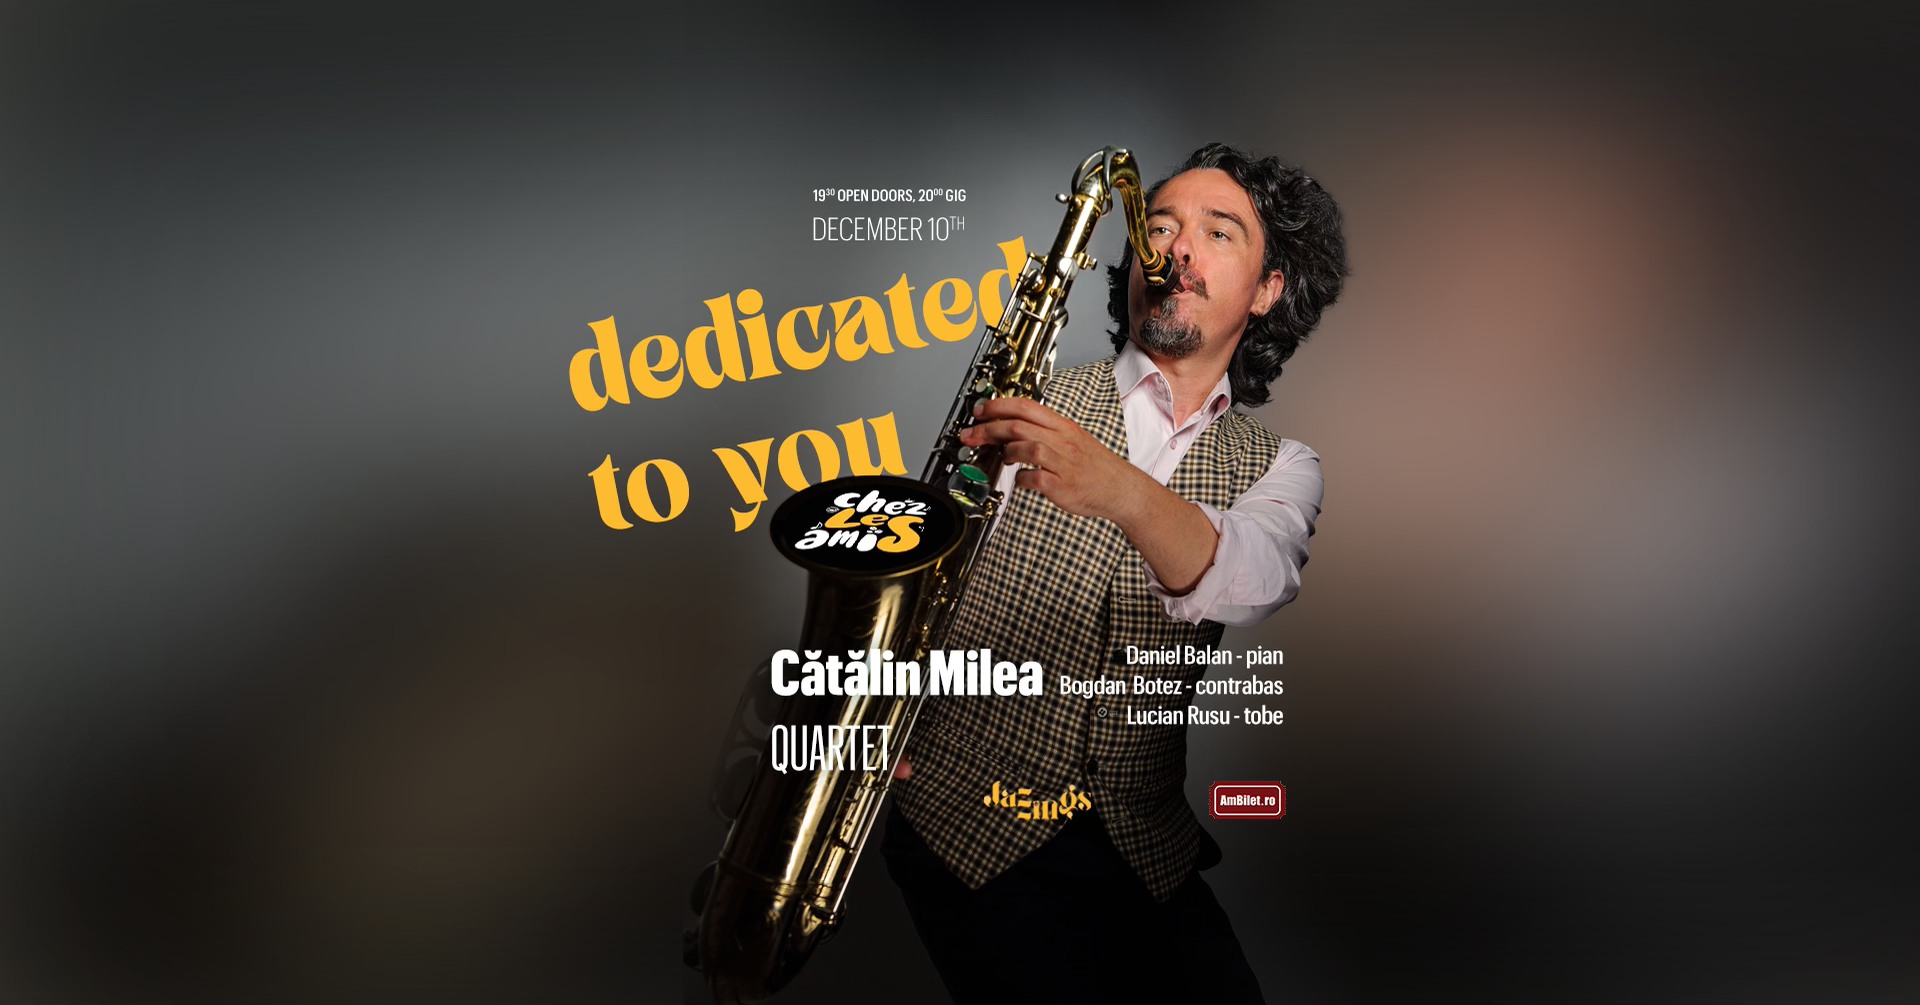 19³⁰ OPEN DOORS, 20⁰⁰ GIG
DECEMBER 10TH
dedicated
to you
chez
Les
amis
Cătălin Milea
QUARTET
Daniel Balan - pian
Bogdan Botez - contrabas
Lucian Rusu - tobe
Jazzmos
AmBilet.ro